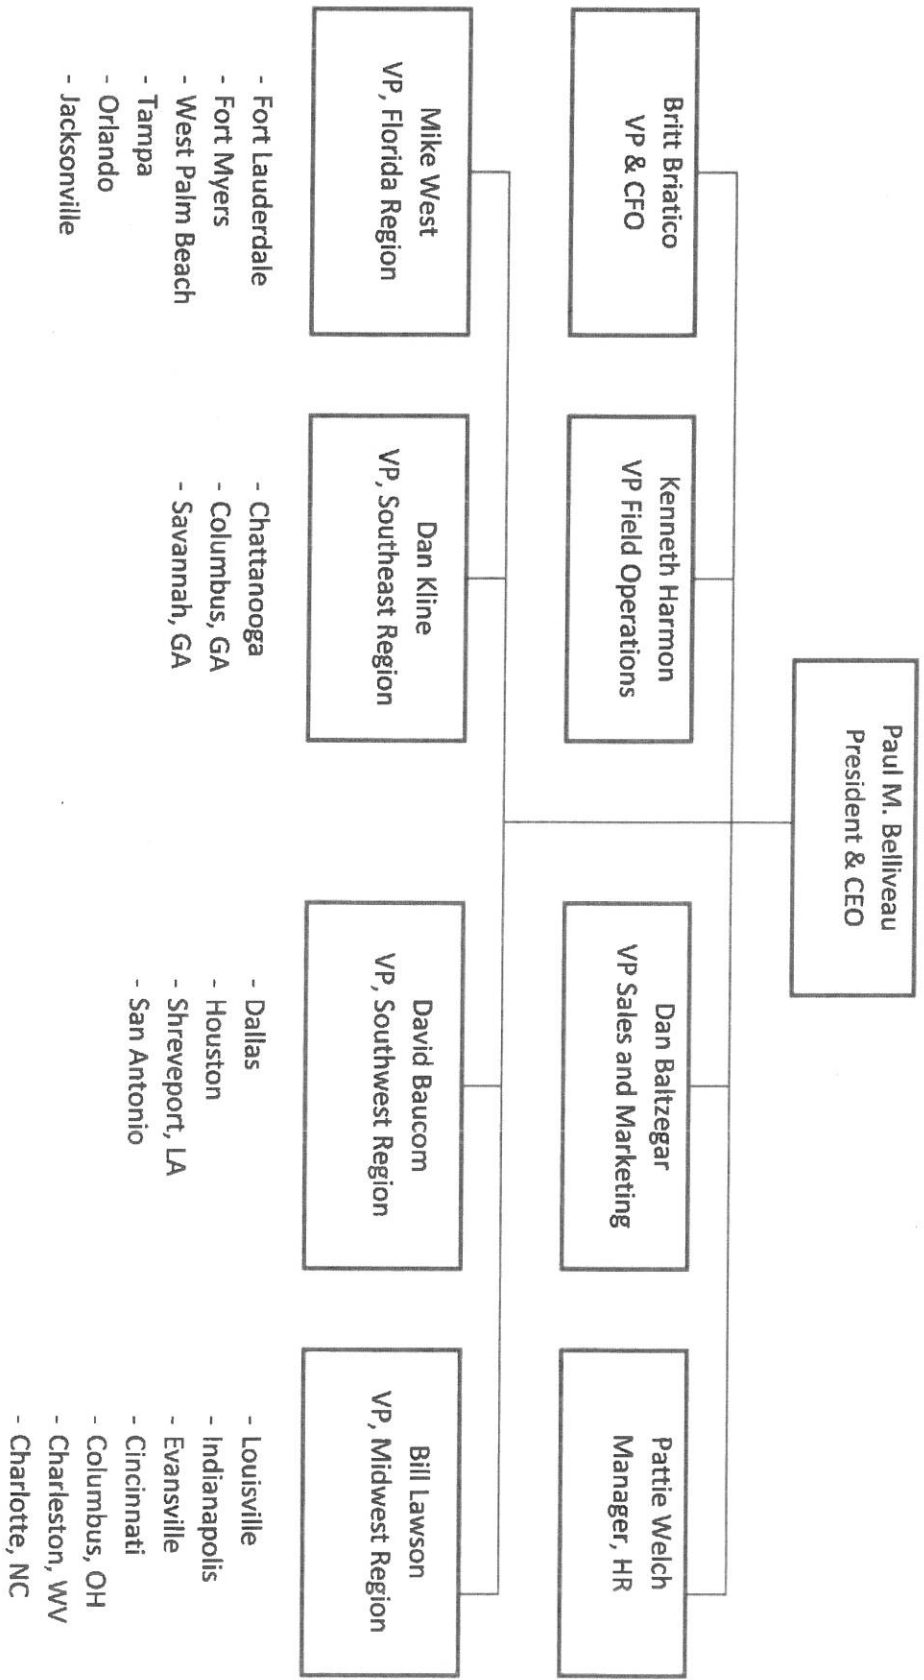 Paul M. Belliveau
President & CEO
Britt Briatico
VP & CFO
Kenneth Harmon
VP Field Operations
Dan Baltzegar
VP Sales and Marketing
Pattie Welch
Manager, HR
Mike West
VP, Florida Region
Dan Kline
VP, Southeast Region
David Baucom
VP, Southwest Region
Bill Lawson
VP, Midwest Region
- Fort Lauderdale
- Fort Myers
- West Palm Beach
- Tampa
- Orlando
- Jacksonville
- Chattanooga
- Columbus, GA
- Savannah, GA
- Dallas
- Houston
- Shreveport, LA
- San Antonio
- Louisville
- Indianapolis
- Evansville
- Cincinnati
- Columbus, OH
- Charleston, WV
- Charlotte, NC